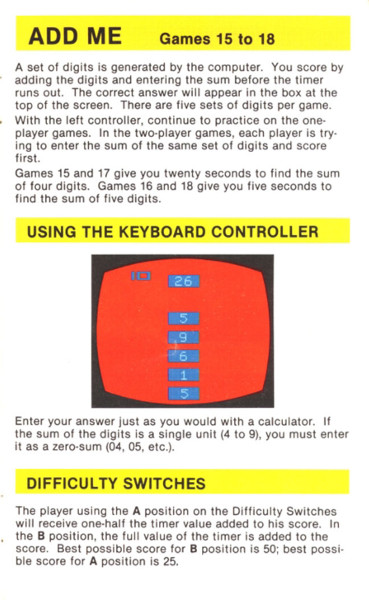 ADD ME Games 15 to 18
A set of digits is generated by the computer. You score by
adding the digits and entering the sum before the timer
runs out. The correct answer will appear in the box at the
top of the screen. There are five sets of digits per game.
With the left controller, continue to practice on the one-
player games. In the two-player games, each player is try-
ing to enter the sum of the same set of digits and score
first.
Games 15 and 17 give you twenty seconds to find the sum
of four digits. Games 16 and 18 give you five seconds to
find the sum of five digits.
USING THE KEYBOARD CONTROLLER
26
5
9
6
1
5
Enter your answer just as you would with a calculator. If
the sum of the digits is a single unit (4 to 9), you must enter
it as a zero-sum (04, 05, etc.).
DIFFICULTY SWITCHES
The player using the A position on the Difficulty Switches
will receive one-half the timer value added to his score. In
the B position, the full value of the timer is added to the
score. Best possible score for B position is 50; best possi-
ble score for A position is 25.